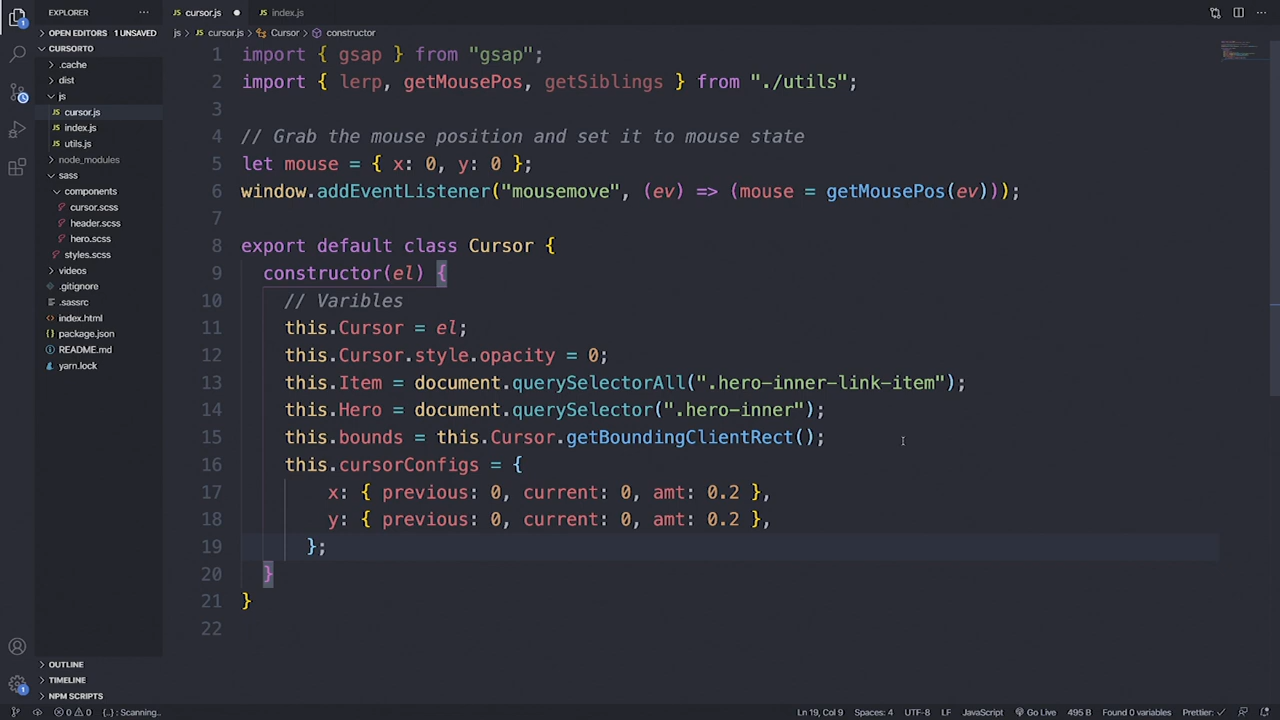 EXPLORER
OPEN EDITORS 1 UNSAVED
CURSORTO
.cache
dist
js
cursor.js
index.js
utils.js
node_modules
sass
components
cursor.scss
header.scss
hero.scss
styles.scss
videos
.gitignore
.sassrc
index.html
package.json
README.md
yarn.lock
OUTLINE
TIMELINE
NPM SCRIPTS
cursor.js index.js
js > cursor.js > Cursor > constructor
1 import { gsap } from "gsap";
2 import { lerp, getMousePos, getSiblings } from "./utils";
3
4 // Grab the mouse position and set it to mouse state
5 let mouse = { x: 0, y: 0 };
6 window.addEventListener("mousemove", (ev) => (mouse = getMousePos(ev)));
7
8 export default class Cursor {
9 constructor(el) {
10 // Varibles
11 this.Cursor = el;
12 this.Cursor.style.opacity = 0;
13 this.Item = document.querySelectorAll(".hero-inner-link-item");
14 this.Hero = document.querySelector(".hero-inner");
15 this.bounds = this.Cursor.getBoundingClientRect();
16 this.cursorConfigs = {
17 x: { previous: 0, current: 0, amt: 0.2 },
18 y: { previous: 0, current: 0, amt: 0.2 },
19 };
20 }
21 }
22
0 0 {..}: Scanning.. Ln 19, Col 9 Spaces: 4 UTF-8 LF JavaScript Go Live 495 B Found 0 variables Prettier: ✓